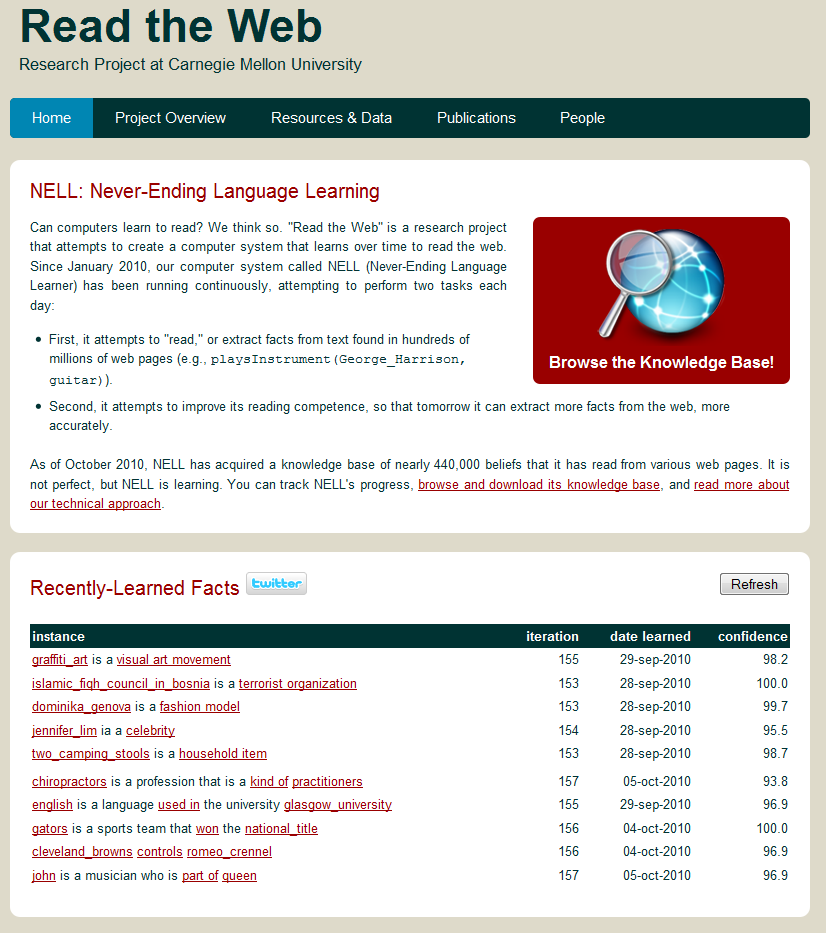 Read the Web
Research Project at Carnegie Mellon University
Home Project Overview Resources & Data Publications People
NELL: Never-Ending Language Learning
Can computers learn to read? We think so. "Read the Web" is a research project
that attempts to create a computer system that learns over time to read the web.
Since January 2010, our computer system called NELL (Never-Ending Language
Learner) has been running continuously, attempting to perform two tasks each
day:
• First, it attempts to "read," or extract facts from text found in hundreds of
millions of web pages (e.g., playsInstrument(George_Harrison,
guitar)).
• Second, it attempts to improve its reading competence, so that tomorrow it can extract more facts from the web, more
accurately.
Browse the Knowledge Base!
As of October 2010, NELL has acquired a knowledge base of nearly 440,000 beliefs that it has read from various web pages. It is
not perfect, but NELL is learning. You can track NELL's progress, browse and download its knowledge base, and read more about
our technical approach.
Recently-Learned Facts twitter Refresh
instance iteration date learned confidence
graffiti_art is a visual art movement 155 29-sep-2010 98.2
islamic_fiqh_council_in_bosnia is a terrorist organization 153 28-sep-2010 100.0
dominika_genova is a fashion model 153 28-sep-2010 99.7
jennifer_lim ia a celebrity 154 28-sep-2010 95.5
two_camping_stools is a household item 153 28-sep-2010 98.7
chiropractors is a profession that is a kind of practitioners 157 05-oct-2010 93.8
english is a language used in the university glasgow_university 155 29-sep-2010 96.9
gators is a sports team that won the national_title 156 04-oct-2010 100.0
cleveland_browns controls romeo_crennel 156 04-oct-2010 96.9
john is a musician who is part of queen 157 05-oct-2010 96.9